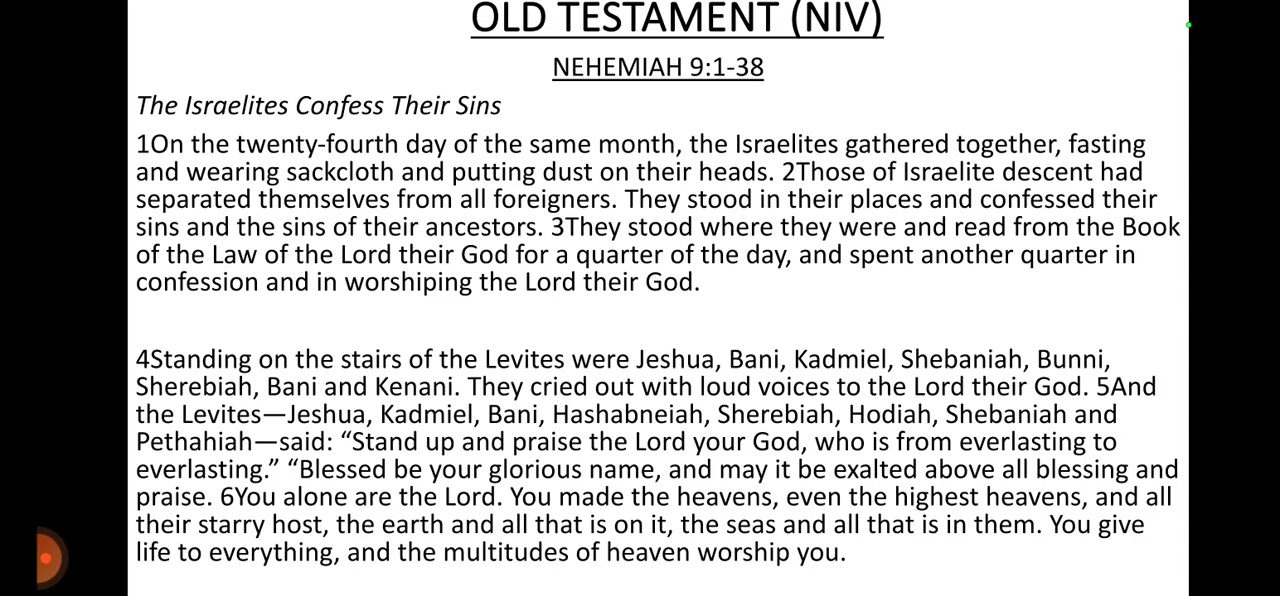 OLD TESTAMENT (NIV)
NEHEMIAH 9:1-38
The Israelites Confess Their Sins
1On the twenty-fourth day of the same month, the Israelites gathered together, fasting
and wearing sackcloth and putting dust on their heads. 2Those of Israelite descent had
separated themselves from all foreigners. They stood in their places and confessed their
sins and the sins of their ancestors. 3They stood where they were and read from the Book
of the Law of the Lord their God for a quarter of the day, and spent another quarter in
confession and in worshiping the Lord their God.
4Standing on the stairs of the Levites were Jeshua, Bani, Kadmiel, Shebaniah, Bunni,
Sherebiah, Bani and Kenani. They cried out with loud voices to the Lord their God. 5And
the Levites—Jeshua, Kadmiel, Bani, Hashabneiah, Sherebiah, Hodiah, Shebaniah and
Pethahiah—said: “Stand up and praise the Lord your God, who is from everlasting to
everlasting.” “Blessed be your glorious name, and may it be exalted above all blessing and
praise. 6You alone are the Lord. You made the heavens, even the highest heavens, and all
their starry host, the earth and all that is on it, the seas and all that is in them. You give
life to everything, and the multitudes of heaven worship you.